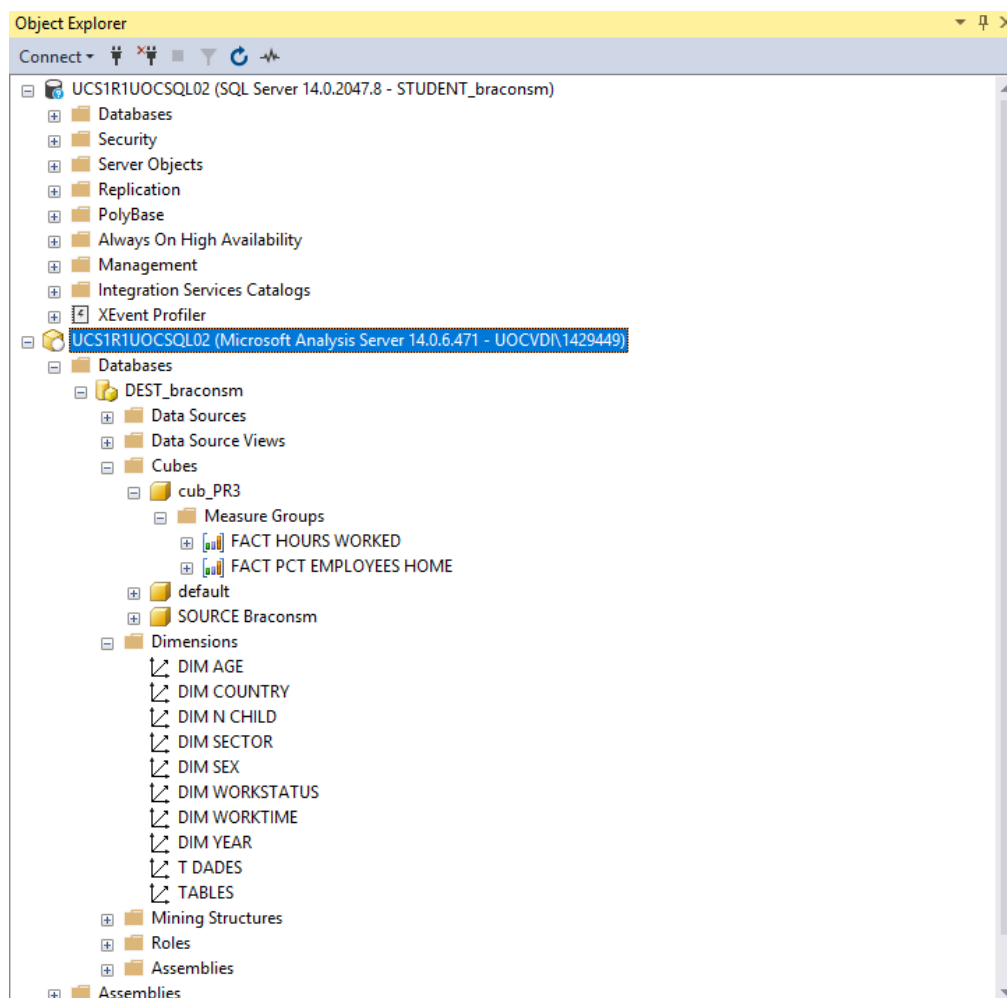 Object Explorer
Connect
UCS1R1UOCSQL02 (SQL Server 14.0.2047.8 - STUDENT_braconsm)
Databases
Security
Server Objects
Replication
PolyBase
Always On High Availability
Management
Integration Services Catalogs
XEvent Profiler
UCS1R1UOCSQL02 (Microsoft Analysis Server 14.0.6.471 - UOCVDI\1429449)
Databases
DEST_braconsm
Data Sources
Data Source Views
Cubes
cub_PR3
Measure Groups
FACT HOURS WORKED
FACT PCT EMPLOYEES HOME
default
SOURCE Braconsm
Dimensions
DIM AGE
DIM COUNTRY
DIM N CHILD
DIM SECTOR
DIM SEX
DIM WORKSTATUS
DIM WORKTIME
DIM YEAR
T DADES
TABLES
Mining Structures
Roles
Assemblies
Assemblies